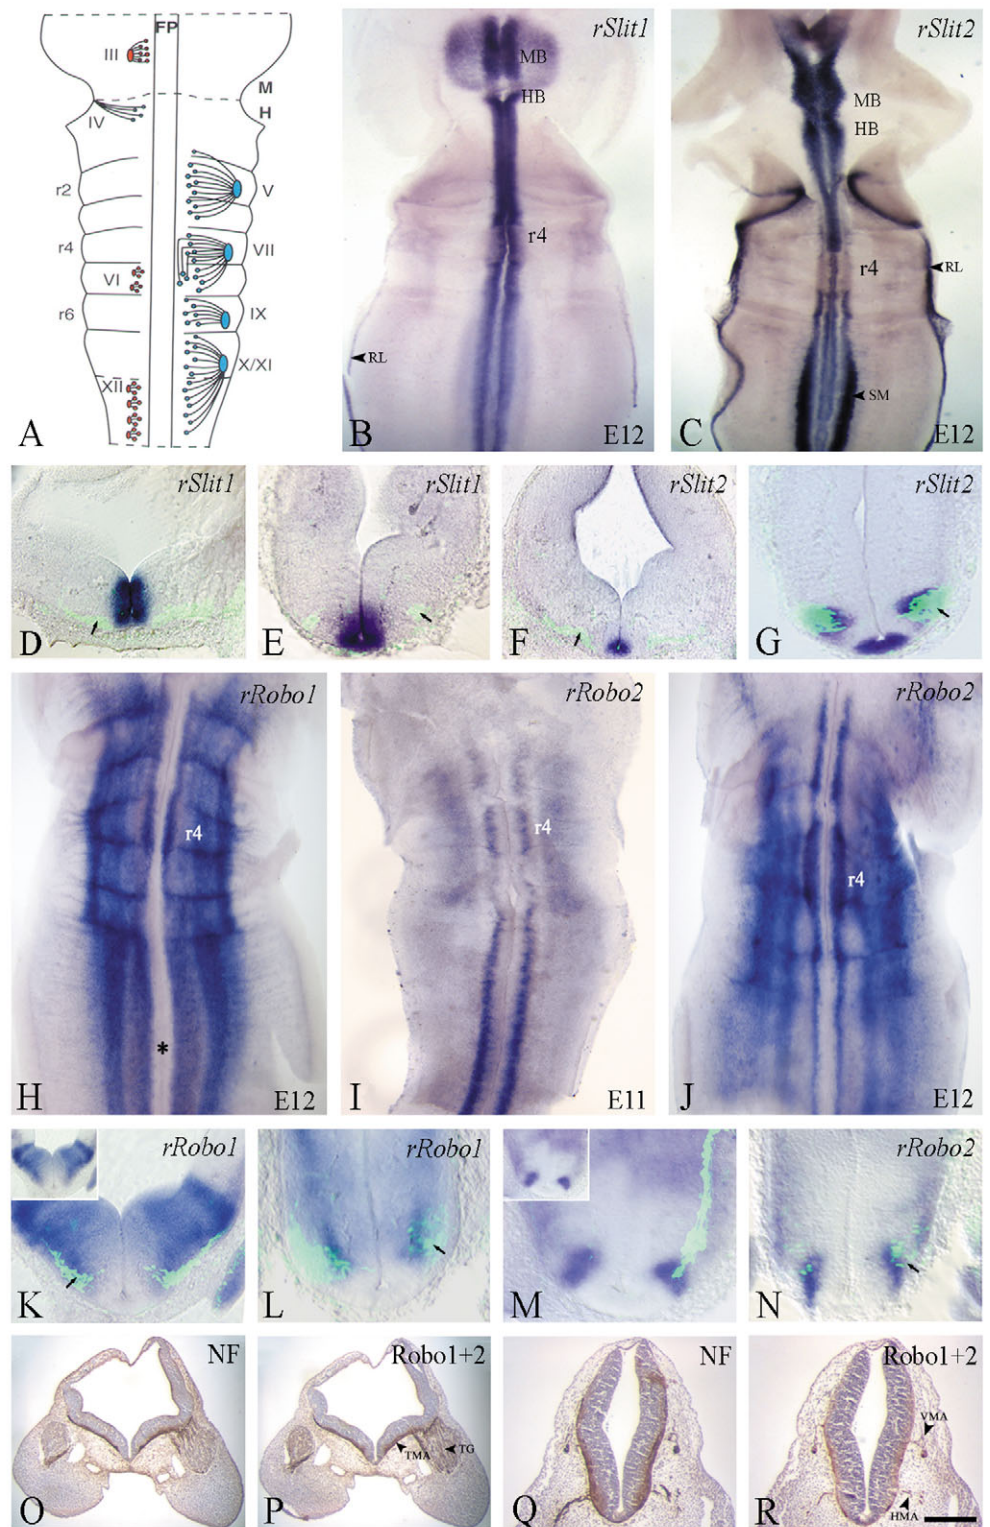 FP
III
M
H
IV
r2
V
r4
VII
VI
r6
IX
X/XI
XII
A
rSlit1
MB
HB
r4
RL
B
E12
rSlit2
MB
HB
r4
RL
SM
C
E12
rSlit1
D
rSlit1
E
rSlit2
F
rSlit2
G
rRobo1
r4
*
H
E12
rRobo2
r4
I
E11
rRobo2
r4
J
E12
rRobo1
K
rRobo1
L
M
rRobo2
N
NF
O
Robo1+2
TMA
TG
P
NF
Q
Robo1+2
VMA
HMA
R